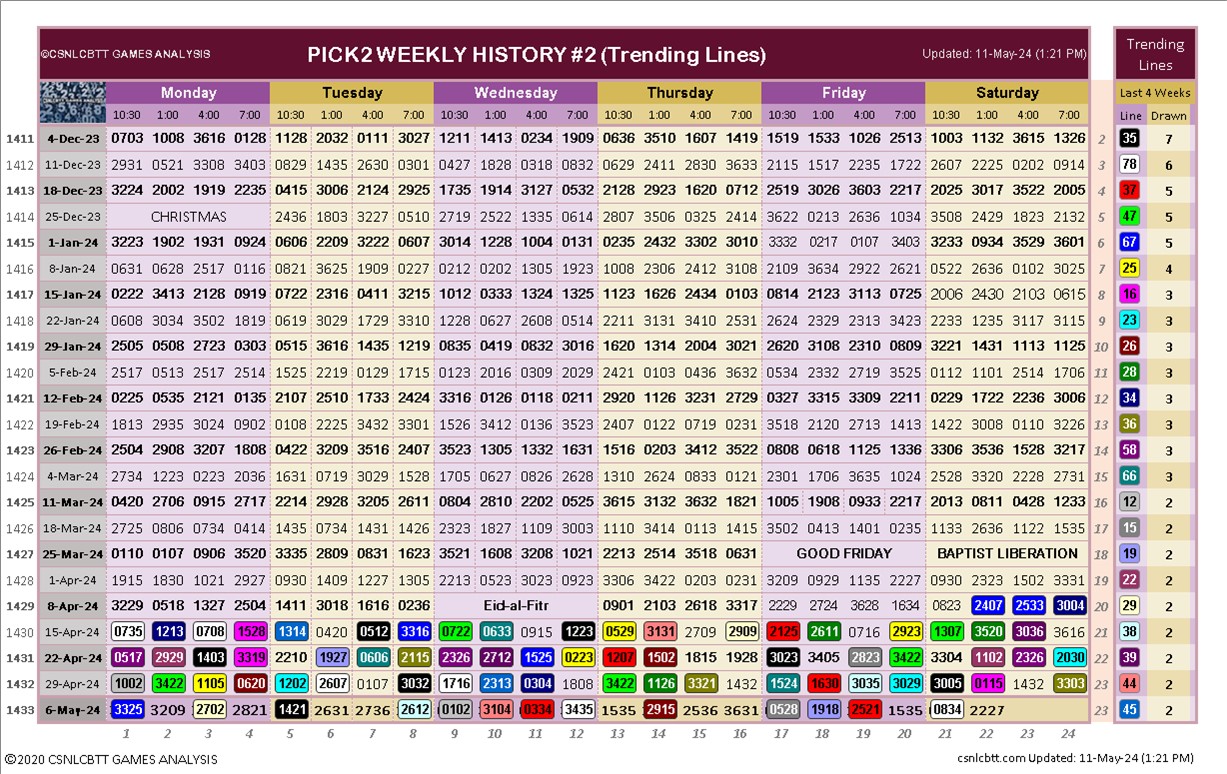 ©CSNLCBTT GAMES ANALYSIS PICK2 WEEKLY HISTORY #2 (Trending Lines) Updated: 11-May-24 (1:21 PM) Trending Lines
Monday Tuesday Wednesday Thursday Friday Saturday Last 4 Weeks
10:30 1:00 4:00 7:00 10:30 1:00 4:00 7:00 10:30 1:00 4:00 7:00 10:30 1:00 4:00 7:00 10:30 1:00 4:00 7:00 10:30 1:00 4:00 7:00 Line Drawn
1411 4-Dec-23 0703 1008 3616 0128 1128 2032 0111 3027 1211 1413 0234 1909 0636 3510 1607 1419 1519 1533 1026 2513 1003 1132 3615 1326 2 35 7
1412 11-Dec-23 2931 0521 3308 3403 0829 1435 2630 0301 0427 1828 0318 0832 0629 2411 2830 3633 2115 1517 2235 1722 2607 2225 0202 0914 3 78 6
1413 18-Dec-23 3224 2002 1919 2235 0415 3006 2124 2925 1735 1914 3127 0532 2128 2923 1620 0712 2519 3026 3603 2217 2025 3017 3522 2005 4 37 5
1414 25-Dec-23 CHRISTMAS 2436 1803 3227 0510 2719 2522 1335 0614 2807 3506 0325 2414 3622 0213 2636 1034 3508 2429 1823 2132 5 47 5
1415 1-Jan-24 3223 1902 1931 0924 0606 2209 3222 0607 3014 1228 1004 0131 0235 2432 3302 3010 3332 0217 0107 3403 3233 0934 3529 3601 6 67 5
1416 8-Jan-24 0631 0628 2517 0116 0821 3625 1909 0227 0212 0202 1305 1923 1008 2306 2412 3108 2109 3634 2922 2621 0522 2636 0102 3025 7 25 4
1417 15-Jan-24 0222 3413 2128 0919 0722 2316 0411 3215 1012 0333 1324 1325 1123 1626 2434 0103 0814 2123 3113 0725 2006 2430 2103 0615 8 16 3
1418 22-Jan-24 0608 3034 3502 1819 0619 3029 1729 3310 1228 0627 2608 0514 2211 3131 3410 2531 2624 2329 2313 3423 2233 1235 3117 3115 9 23 3
1419 29-Jan-24 2505 0508 2723 0303 0515 3616 1435 1219 0835 0419 0832 3016 1620 1314 2004 3021 2620 3108 2310 0809 3221 1431 1113 1125 10 26 3
1420 5-Feb-24 2517 0513 2517 2514 1525 2219 0129 1715 0123 2016 0309 2029 2421 0103 0436 3632 0534 2332 2719 3525 0112 1101 2514 1706 11 28 3
1421 12-Feb-24 0225 0535 2121 0135 2107 2510 1733 2424 3316 0126 0118 0211 2920 1126 3231 2729 0327 3315 3309 2211 0229 1722 2236 3006 12 34 3
1422 19-Feb-24 1813 2935 3024 0902 0108 2225 3432 3301 1526 3412 0136 3523 2407 0122 0719 0231 3518 2120 2713 1413 1422 3008 0110 3226 13 36 3
1423 26-Feb-24 2504 2908 3207 1808 0422 3209 3516 2407 3523 1305 1332 1631 1516 0203 3412 3522 0808 0618 1125 1336 3306 3536 1528 3217 14 58 3
1424 4-Mar-24 2734 1223 0223 2036 1631 0719 3029 1526 1705 0627 0826 2628 1310 2624 0833 0121 2301 1706 3635 1024 2528 3320 2228 2731 15 66 3
1425 11-Mar-24 0420 2706 0915 2717 2214 2928 3205 2611 0804 2810 2202 0525 3615 3132 3632 1821 1005 1908 0933 2217 2013 0811 0428 1233 16 12 2
1426 18-Mar-24 2725 0806 0734 0414 1435 0734 1431 1426 2323 1827 1109 3003 1110 3414 0113 1415 3502 0413 1401 0235 1133 2636 1122 1535 17 15 2
1427 25-Mar-24 0110 0107 0906 3520 3335 2809 0831 1623 3521 1608 3208 1021 2213 2514 3518 0631 GOOD FRIDAY BAPTIST LIBERATION 18 19 2
1428 1-Apr-24 1915 1830 1021 2927 0930 1409 1227 1305 2213 0523 3023 0923 3306 3422 0203 0231 3209 0929 1135 2227 0930 2323 1502 3331 19 22 2
1429 8-Apr-24 3229 0518 1327 2504 1411 3018 1616 0236 Eid-al-Fitr 0901 2103 2618 3317 2229 2724 3628 1634 0823 2407 2533 3004 20 29 2
1430 15-Apr-24 0735 1213 0708 1528 1314 0420 0512 3316 0722 0633 0915 1223 0529 3131 2709 2909 2125 2611 0716 2923 1307 3520 3036 3616 21 38 2
1431 22-Apr-24 0517 2929 1403 3319 2210 1927 0606 2115 2326 2712 1525 0223 1207 1502 1815 1928 3023 3405 2823 3422 3304 1102 2326 2030 22 39 2
1432 29-Apr-24 1002 3422 1105 0620 1202 2607 0107 3032 1716 2313 0304 1808 3422 1126 3321 1432 1524 1630 3035 3029 3005 0115 1432 3303 23 44 2
1433 6-May-24 3325 3209 2702 2821 1421 2631 2736 2612 0102 3104 0334 3435 1535 2915 2536 3631 0528 1918 2521 1535 0834 2227 23 45 2
1 2 3 4 5 6 7 8 9 10 11 12 13 14 15 16 17 18 19 20 21 22 23 24
©2020 CSNLCBTT GAMES ANALYSIS csnlcbtt.com Updated: 11-May-24 (1:21 PM)